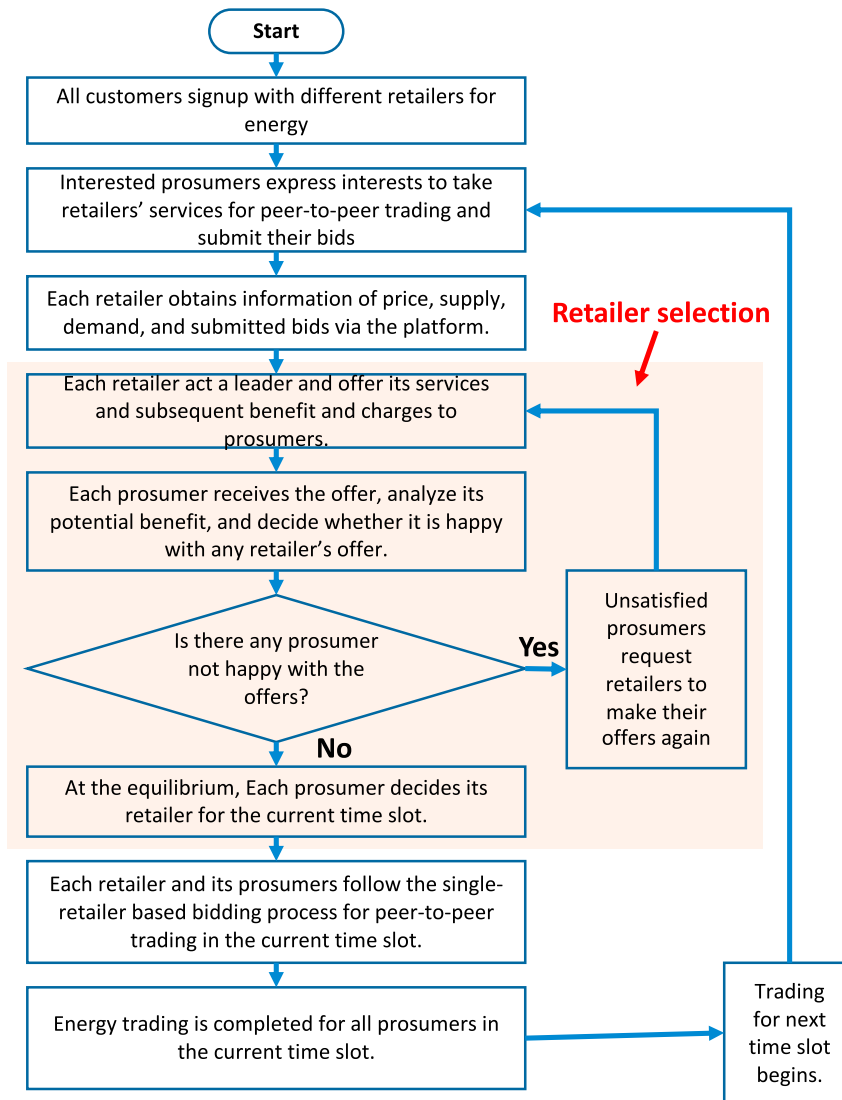 Start
All customers signup with different retailers for
energy
Interested prosumers express interests to take
retailers’ services for peer-to-peer trading and
submit their bids
Each retailer obtains information of price, supply,
demand, and submitted bids via the platform.
Retailer selection
Each retailer act a leader and offer its services
and subsequent benefit and charges to
prosumers.
Each prosumer receives the offer, analyze its
potential benefit, and decide whether it is happy
with any retailer’s offer.
Is there any prosumer
not happy with the
offers?
Yes
Unsatisfied
prosumers
request
retailers to
make their
offers again
No
At the equilibrium, Each prosumer decides its
retailer for the current time slot.
Each retailer and its prosumers follow the single-
retailer based bidding process for peer-to-peer
trading in the current time slot.
Energy trading is completed for all prosumers in
the current time slot.
Trading
for next
time slot
begins.